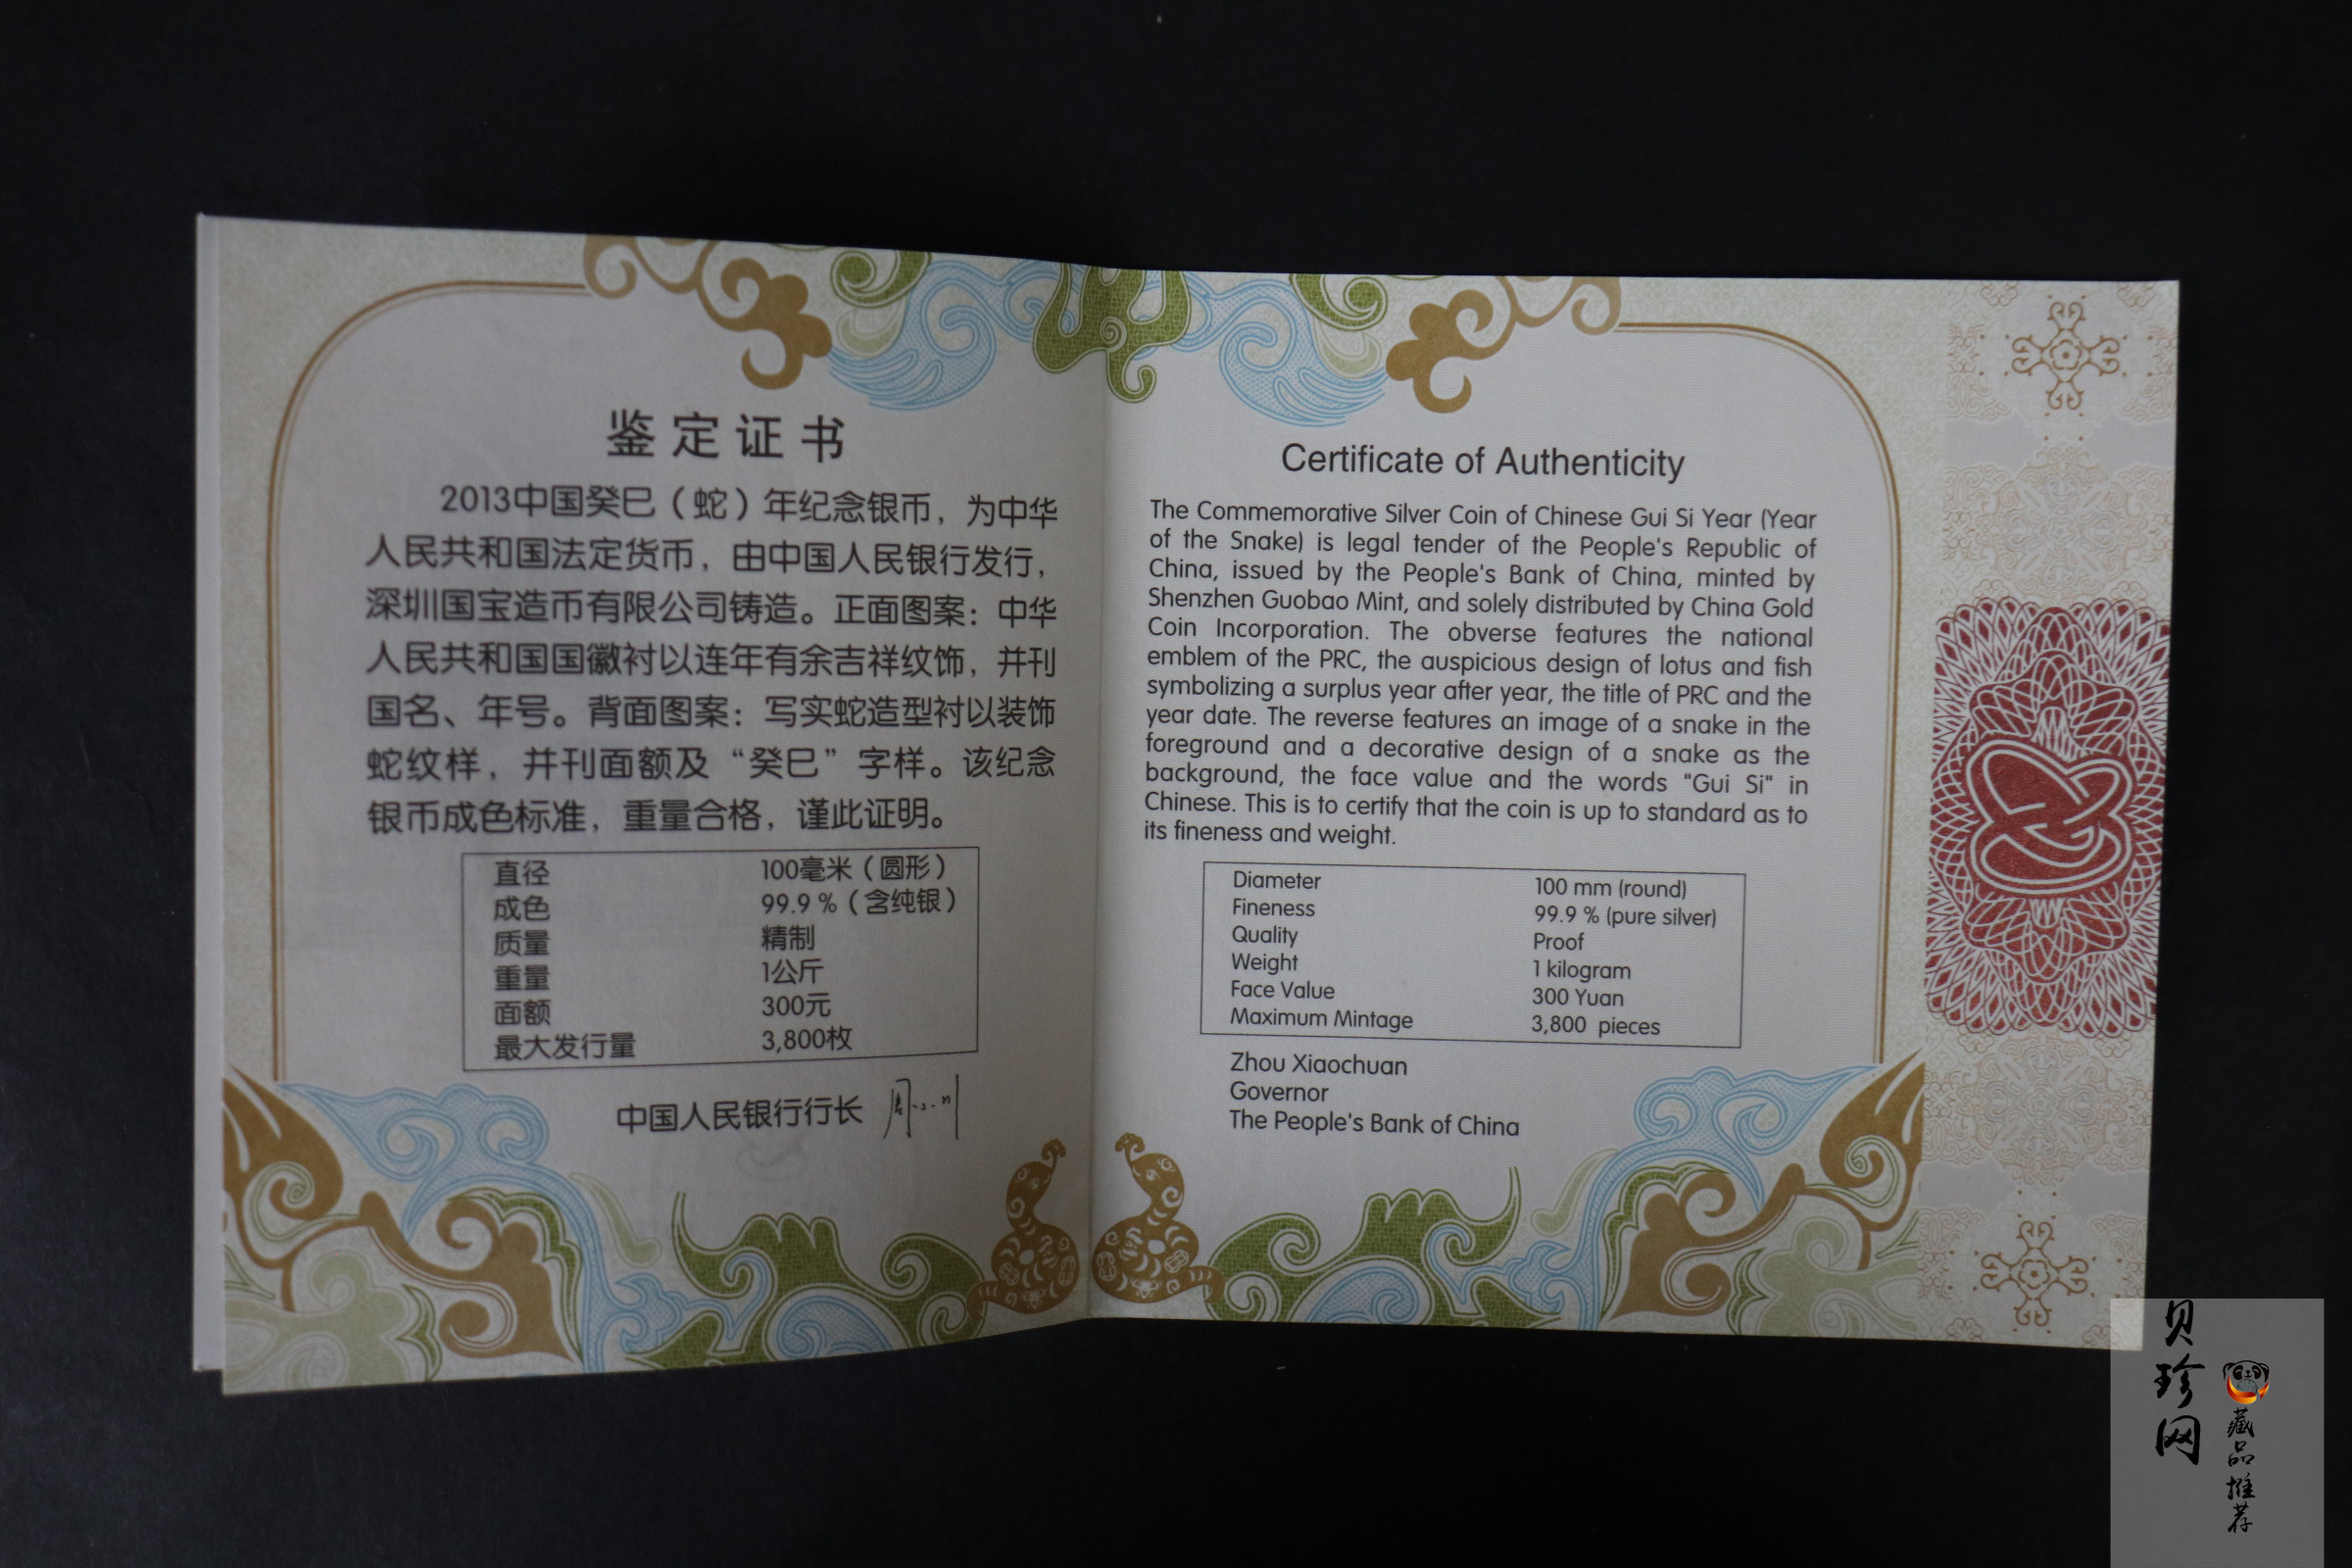 鉴定证书
2013中国癸巳（蛇）年纪念银币，为中华
人民共和国法定货币，由中国人民银行发行，
深圳国宝造币有限公司铸造。正面图案：中华
人民共和国国徽衬以连年有余吉祥纹饰，并刊
国名、年号。背面图案：写实蛇造型衬以装饰
蛇纹样，并刊面额及“癸巳”字样。该纪念
银币成色标准，重量合格，谨此证明。
直径 100毫米（圆形）
成色 99.9 %（含纯银）
质量 精制
重量 1公斤
面额 300元
最大发行量 3,800枚
中国人民银行行长 周小川
Certificate of Authenticity
The Commemorative Silver Coin of Chinese Gui Si Year (Year
of the Snake) is legal tender of the People's Republic of
China, issued by the People's Bank of China, minted by
Shenzhen Guobao Mint, and solely distributed by China Gold
Coin Incorporation. The obverse features the national
emblem of the PRC, the auspicious design of lotus and fish
symbolizing a surplus year after year, the title of PRC and the
year date. The reverse features an image of a snake in the
foreground and a decorative design of a snake as the
background, the face value and the words "Gui Si" in
Chinese. This is to certify that the coin is up to standard as to
its fineness and weight.
Diameter 100 mm (round)
Fineness 99.9 % (pure silver)
Quality Proof
Weight 1 kilogram
Face Value 300 Yuan
Maximum Mintage 3,800 pieces
Zhou Xiaochuan
Governor
The People's Bank of China
贝珍网
藏品推荐